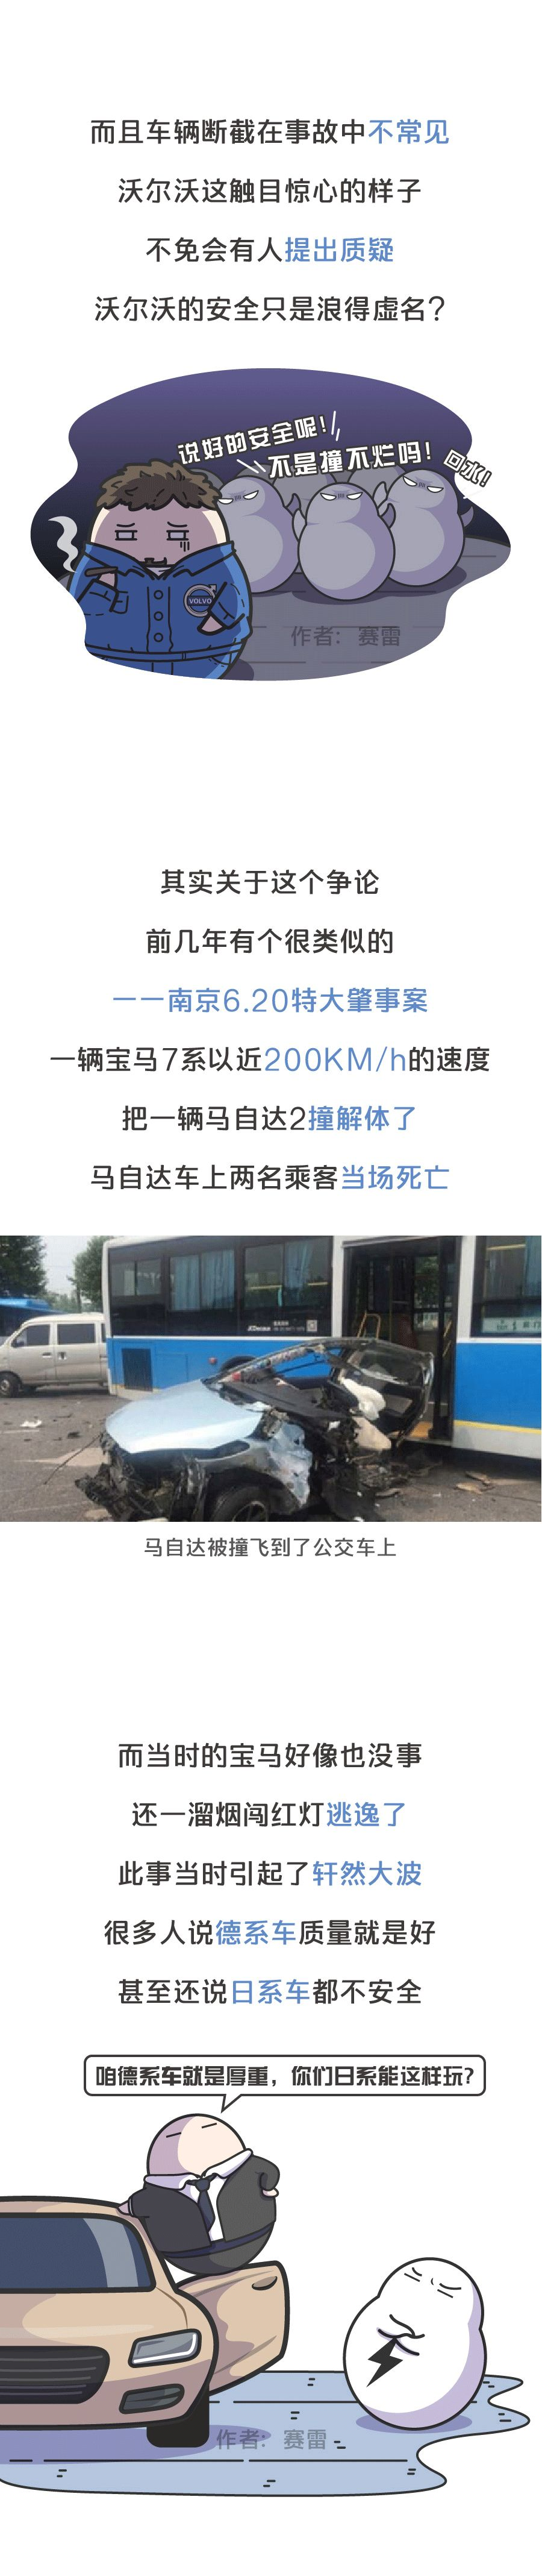 而且车辆断截在事故中不常见
沃尔沃这触目惊心的样子
不免会有人提出质疑
沃尔沃的安全只是浪得虚名？
说好的安全呢！
不是撞不烂吗！
回水！
VOLVO
作者：赛雷
其实关于这个争论
前几年有个很类似的
——南京6.20特大肇事案
一辆宝马7系以近200KM/h的速度
把一辆马自达2撞解体了
马自达车上两名乘客当场死亡
马自达被撞飞到了公交车上
而当时的宝马好像也没事
还一溜烟闯红灯逃逸了
此事当时引起了轩然大波
很多人说德系车质量就是好
甚至还说日系车都不安全
咱德系车就是厚重，你们日系能这样玩？
作者：赛雷